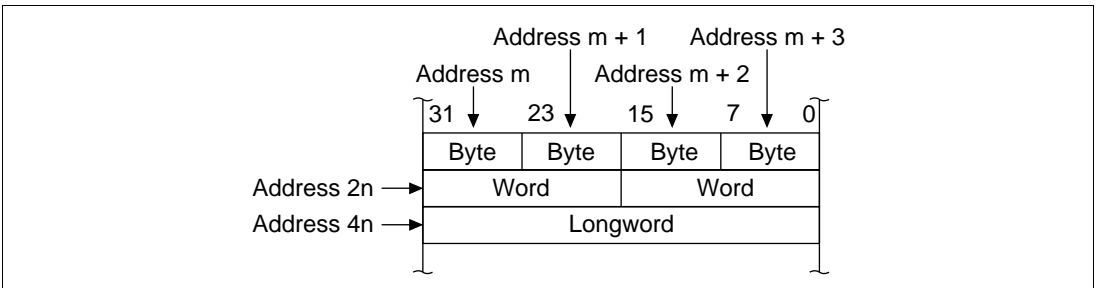 Address m + 1 Address m + 3
Address m Address m + 2
31 23 15 7 0
Byte Byte Byte Byte
Address 2n Word Word
Address 4n Longword